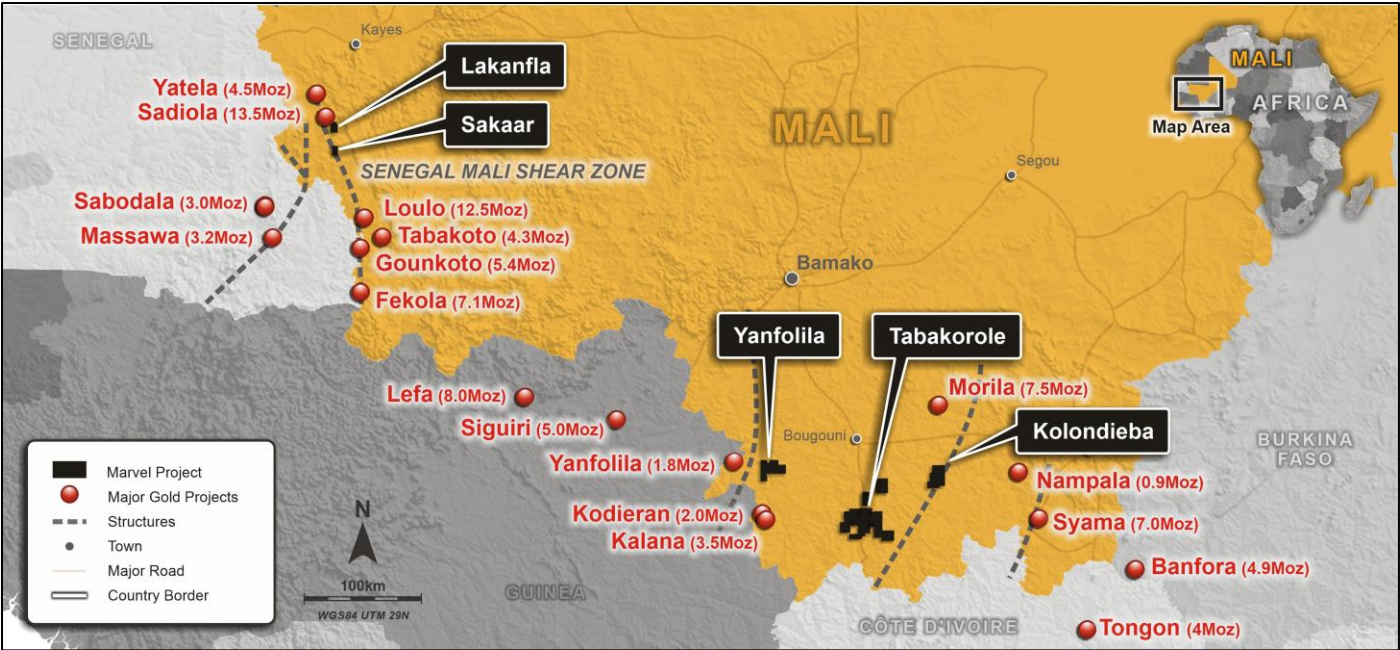 SENEGAL
Kayes
Lakanfla
Yatela (4.5Moz)
Sadiola (13.5Moz)
Sakaar
SENEGAL MALI SHEAR ZONE
MALI
Segou
MALI
AFRICA
Map Area
Sabodala (3.0Moz)
Massawa (3.2Moz)
Loulo (12.5Moz)
Tabakoto (4.3Moz)
Gounkoto (5.4Moz)
Fekola (7.1Moz)
Bamako
Yanfolila
Tabakorole
Lefa (8.0Moz)
Siguiri (5.0Moz)
Morila (7.5Moz)
Bougouni
Kolondieba
BURKINA
FASO
Yanfolila (1.8Moz)
Nampala (0.9Moz)
Kodieran (2.0Moz)
Kalana (3.5Moz)
Syama (7.0Moz)
Banfora (4.9Moz)
GUINEA
CÔTE D'IVOIRE
Tongon (4Moz)
Marvel Project
Major Gold Projects
Structures
Town
Major Road
Country Border
N
100km
WGS84 UTM 29N